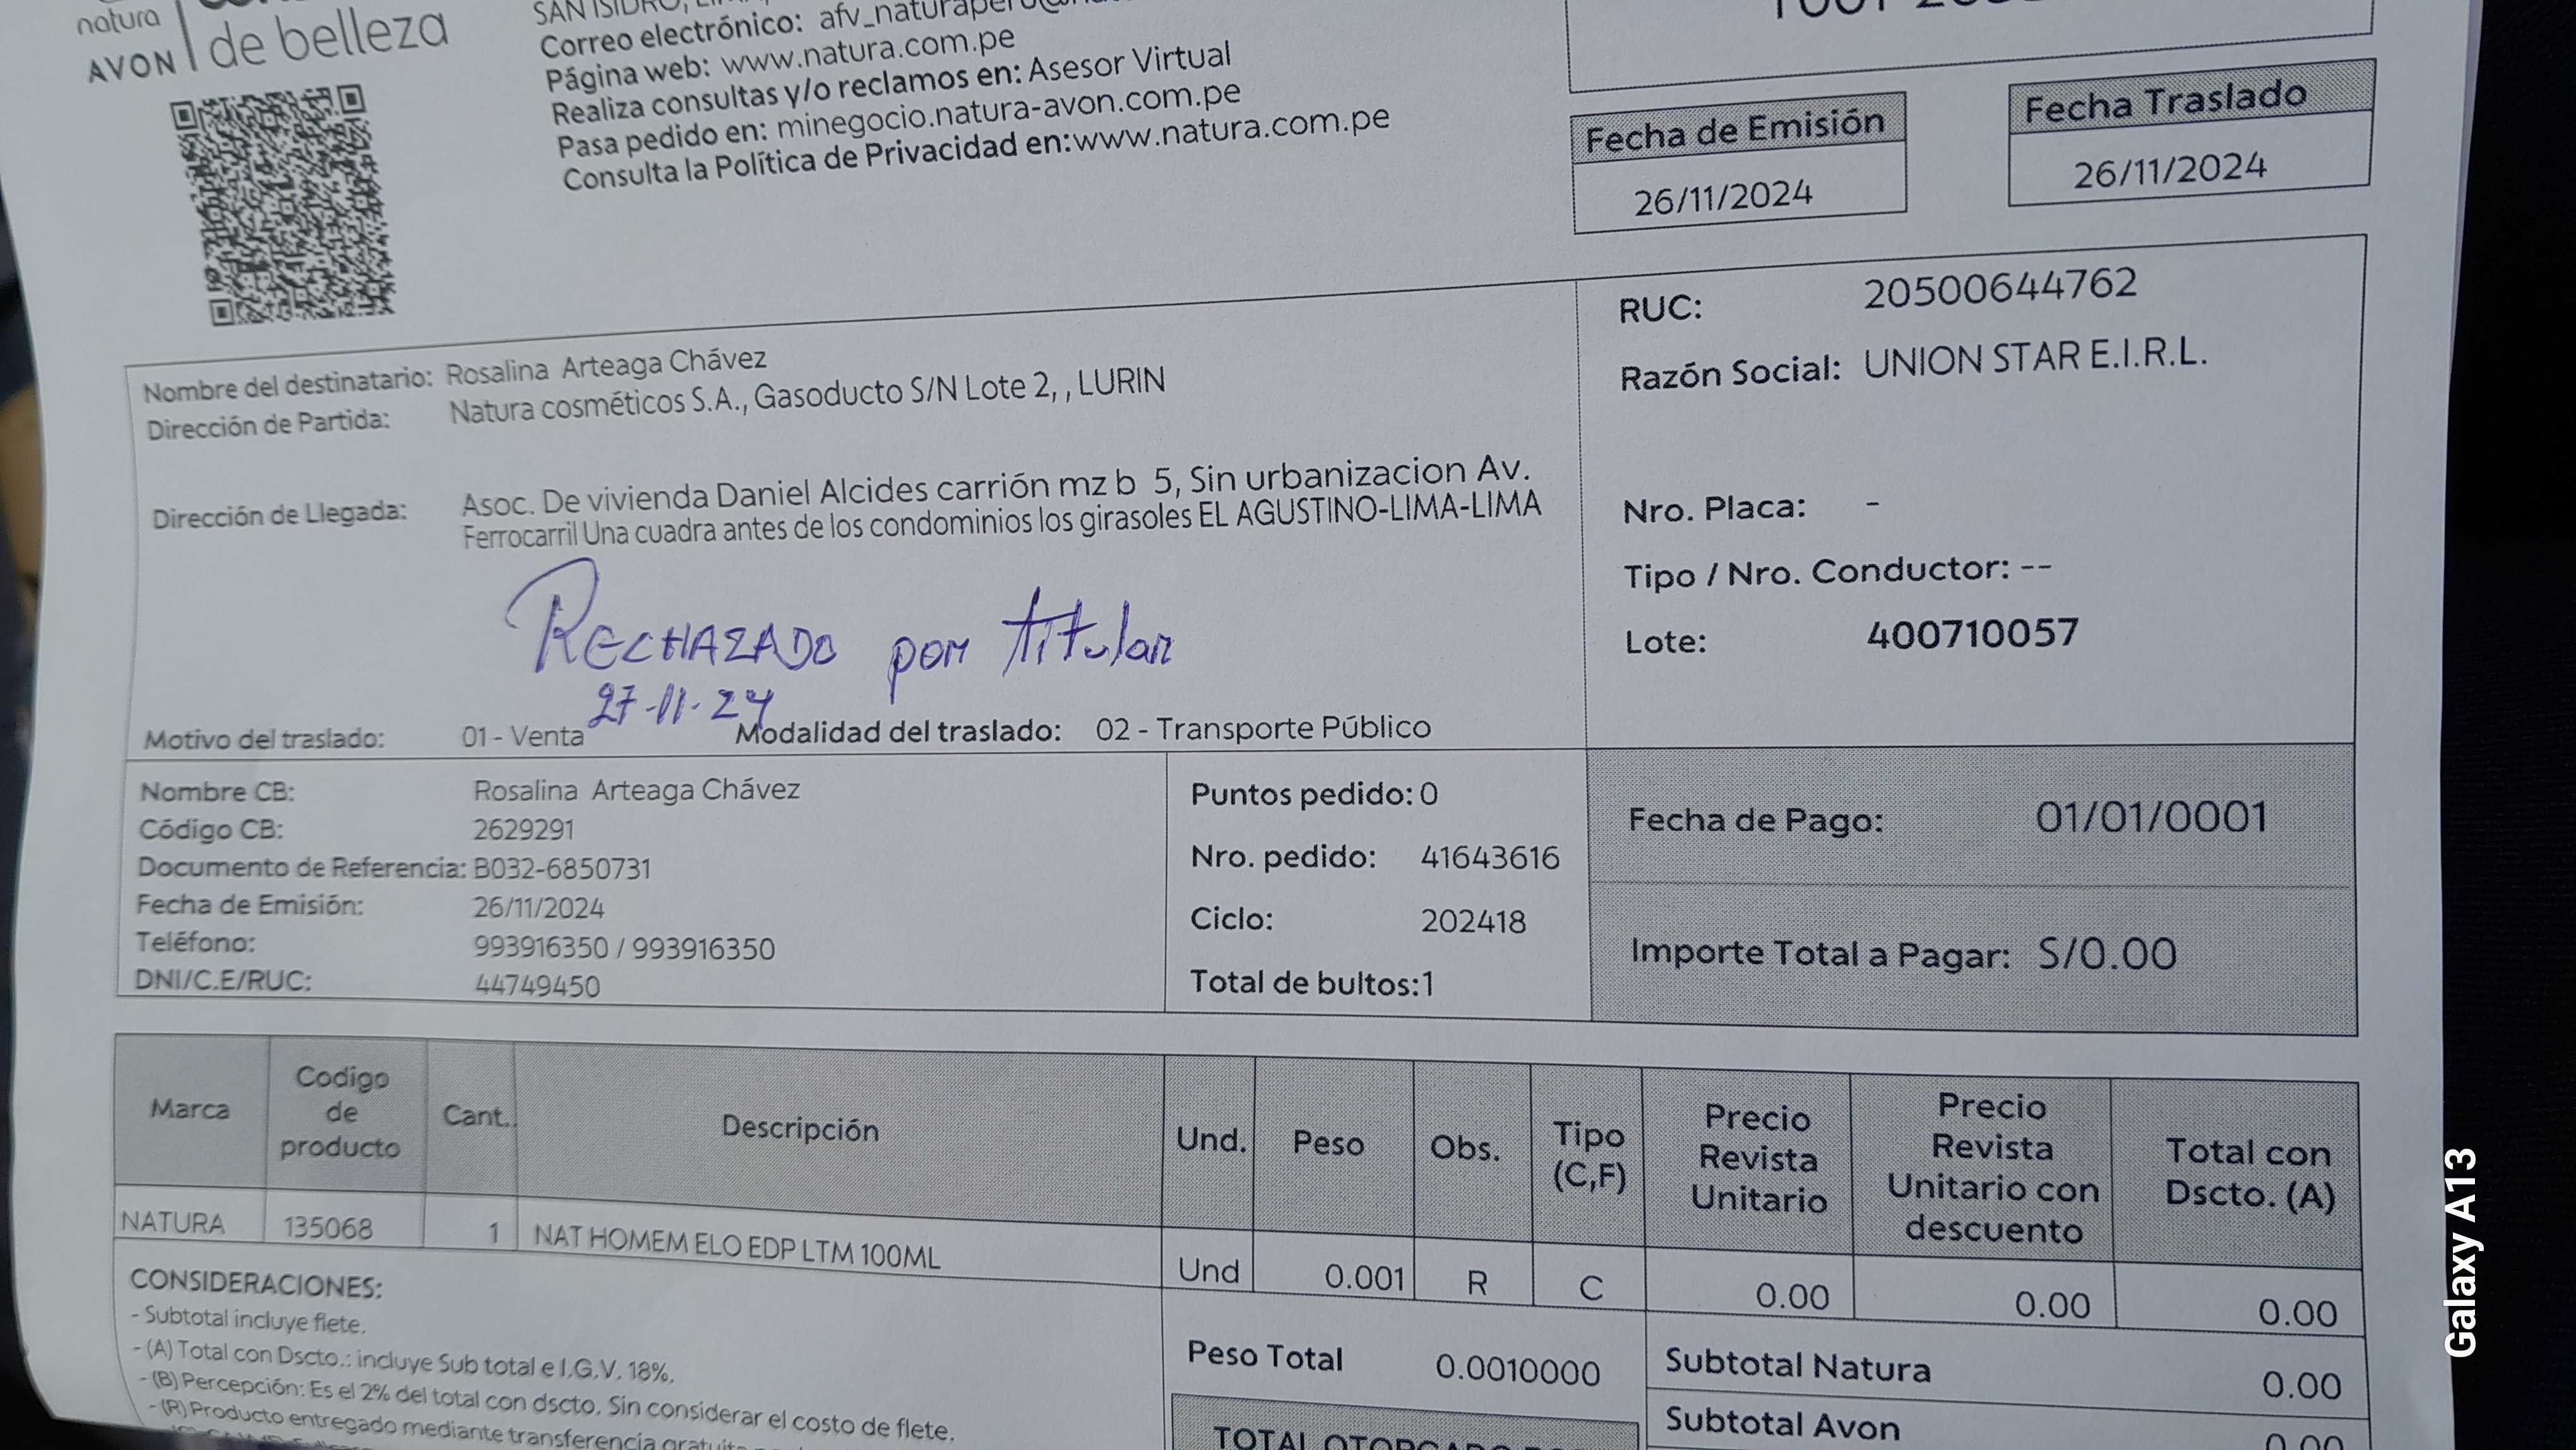 natura
AVON
de belleza
SAN ISIDRO,
Correo electrónico:
Página web: www.natura.com.pe
Realiza consultas y/o reclamos en: Asesor Virtual
Pasa pedido en: minegocio.natura-avon.com.pe
Consulta la Política de Privacidad en:www.natura.com.pe
Fecha de Emisión
26/11/2024
Fecha Traslado
26/11/2024
Nombre del destinatario: Rosalina Arteaga Chávez
Dirección de Partida: Natura cosméticos S.A., Gasoducto S/N Lote 2, , LURIN
Dirección de Llegada: Asoc. De vivienda Daniel Alcides carrión mz b 5, Sin urbanizacion Av.
Ferrocarril Una cuadra antes de los condominios los girasoles EL AGUSTINO-LIMA-LIMA
RECHAZADO por titular
27-11-24
Motivo del traslado: 01 - Venta Modalidad del traslado: 02 - Transporte Público
RUC: 20500644762
Razón Social: UNION STAR E.I.R.L.
Nro. Placa: -
Tipo / Nro. Conductor: --
Lote: 400710057
Nombre CB: Rosalina Arteaga Chávez
Código CB: 2629291
Documento de Referencia: B032-6850731
Fecha de Emisión: 26/11/2024
Teléfono: 993916350 / 993916350
DNI/C.E/RUC: 44749450
Puntos pedido: 0
Nro. pedido: 41643616
Ciclo: 202418
Total de bultos:1
Fecha de Pago: 01/01/0001
Importe Total a Pagar: S/0.00
Marca
Codigo
de
producto
Cant.
Descripción
Und.
Peso
Obs.
Tipo
(C,F)
Precio
Revista
Unitario
Precio
Revista
Unitario con
descuento
Total con
Dscto. (A)
NATURA 135068 1 NAT HOMEM ELO EDP LTM 100ML Und 0.001 R C 0.00 0.00 0.00
CONSIDERACIONES:
- Subtotal incluye flete.
- (A) Total con Dscto.: incluye Sub total e I.G.V. 18%.
- (B) Percepción: Es el 2% del total con dscto. Sin considerar el costo de flete.
- (R) Producto entregado mediante transferencia
Peso Total 0.0010000
Subtotal Natura 0.00
Subtotal Avon 0.00
TOTAL OTORGADO
Galaxy A13